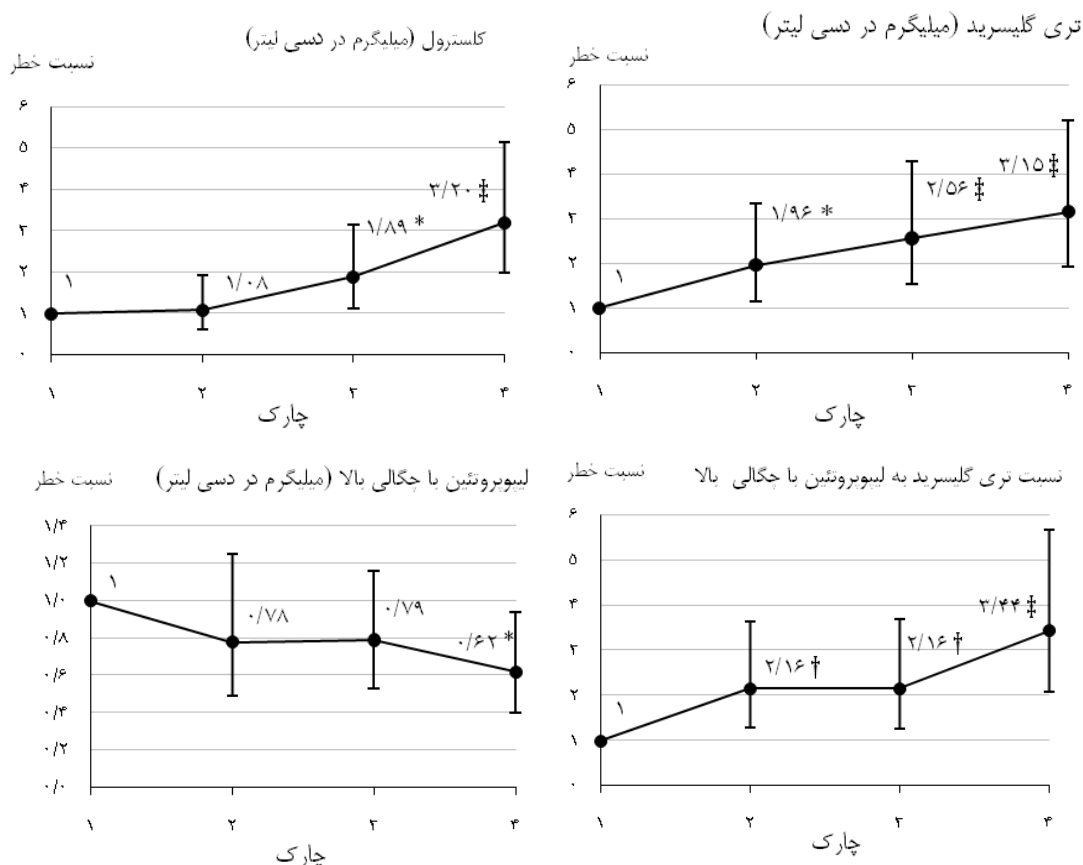 کلسترول (میلیگرم در دسی لیتر)
نسبت خطر
۶
۵
۴
۳
۲
۱
۰
۱
۱/۰۸
۱/۸۹ *
۳/۲۰ ‡
۱ ۲ ۳ ۴
چارک
تری گلیسرید (میلیگرم در دسی لیتر)
نسبت خطر
۶
۵
۴
۳
۲
۱
۰
۱
۱/۹۶ *
۲/۵۶ ‡
۳/۱۵ ‡
۱ ۲ ۳ ۴
چارک
لیپوپروتئین با چگالی بالا (میلیگرم در دسی لیتر)
نسبت خطر
۱/۴
۱/۲
۱/۰
۰/۸
۰/۶
۰/۴
۰/۲
۰/۰
۱
۰/۷۸
۰/۷۹
۰/۶۲ *
۱ ۲ ۳ ۴
چارک
نسبت تری گلیسرید به لیپوپروتئین با چگالی بالا
نسبت خطر
۶
۵
۴
۳
۲
۱
۰
۱
۲/۱۶ †
۲/۱۶ †
۳/۴۴ ‡
۱ ۲ ۳ ۴
چارک